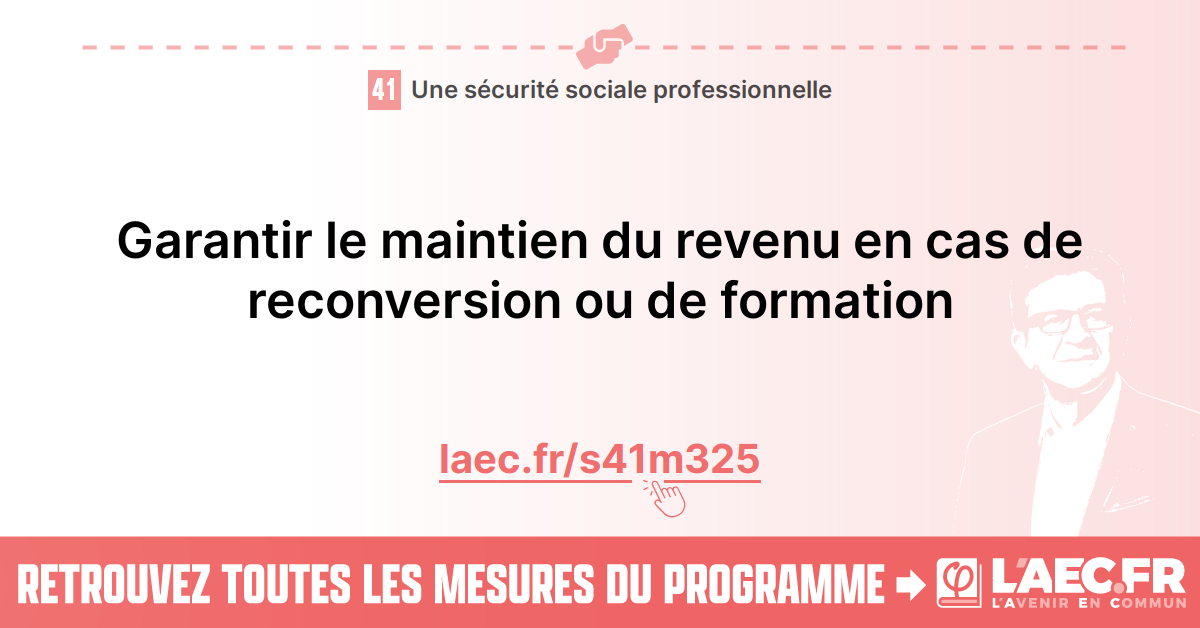 41 Une sécurité sociale professionnelle
Garantir le maintien du revenu en cas de
reconversion ou de formation
laec.fr/s41m325
RETROUVEZ TOUTES LES MESURES DU PROGRAMME
φ L'AEC.FR
L'AVENIR EN COMMUN